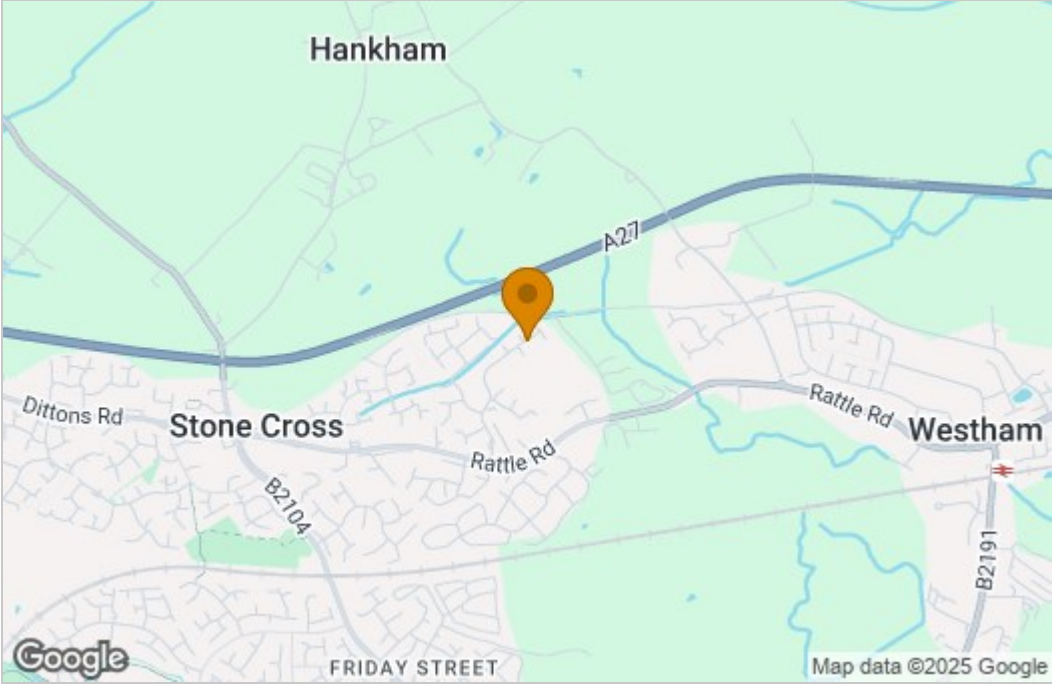 Hankham
A27
Dittons Rd
Stone Cross
Rattle Rd
Rattle Rd
Westham
B2104
B2191
FRIDAY STREET
Google
Map data ©2025 Google